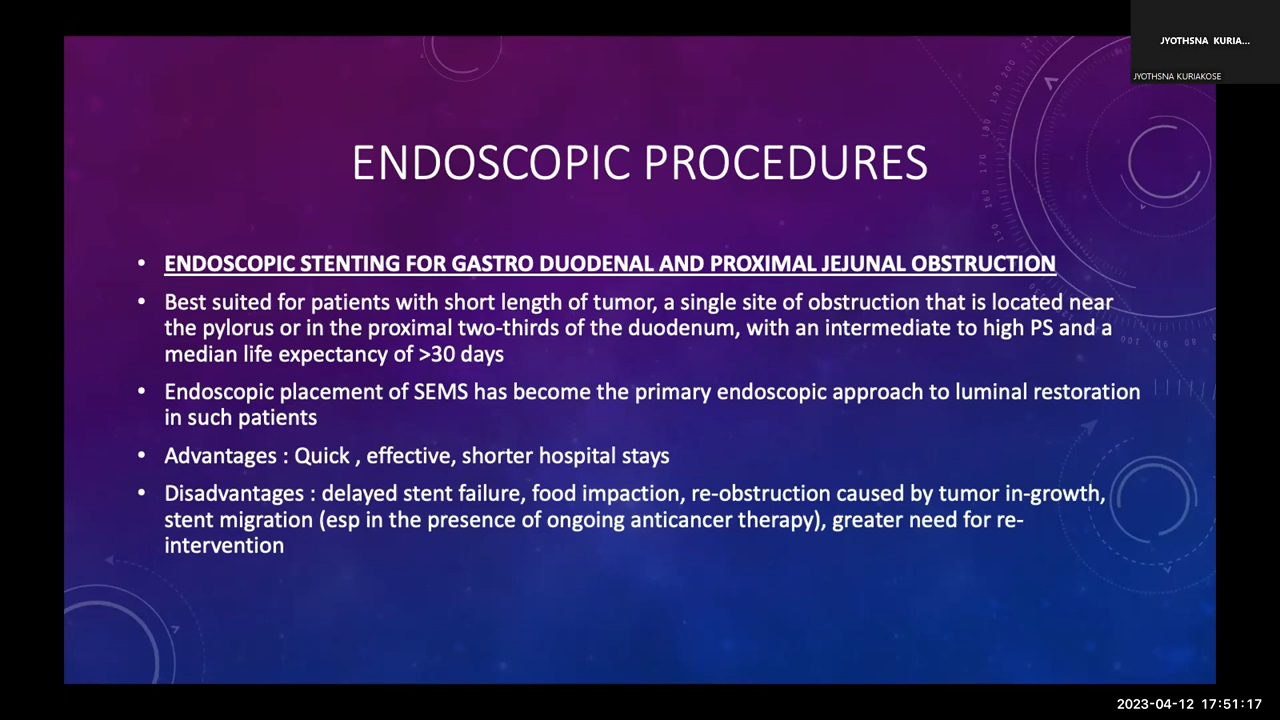 JYOTHSNA KURIA...
JYOTHSNA KURIAKOSE
ENDOSCOPIC PROCEDURES
• ENDOSCOPIC STENTING FOR GASTRO DUODENAL AND PROXIMAL JEJUNAL OBSTRUCTION
• Best suited for patients with short length of tumor, a single site of obstruction that is located near
the pylorus or in the proximal two-thirds of the duodenum, with an intermediate to high PS and a
median life expectancy of >30 days
• Endoscopic placement of SEMS has become the primary endoscopic approach to luminal restoration
in such patients
• Advantages : Quick , effective, shorter hospital stays
• Disadvantages : delayed stent failure, food impaction, re-obstruction caused by tumor in-growth,
stent migration (esp in the presence of ongoing anticancer therapy), greater need for re-
intervention
2023-04-12 17:51:17